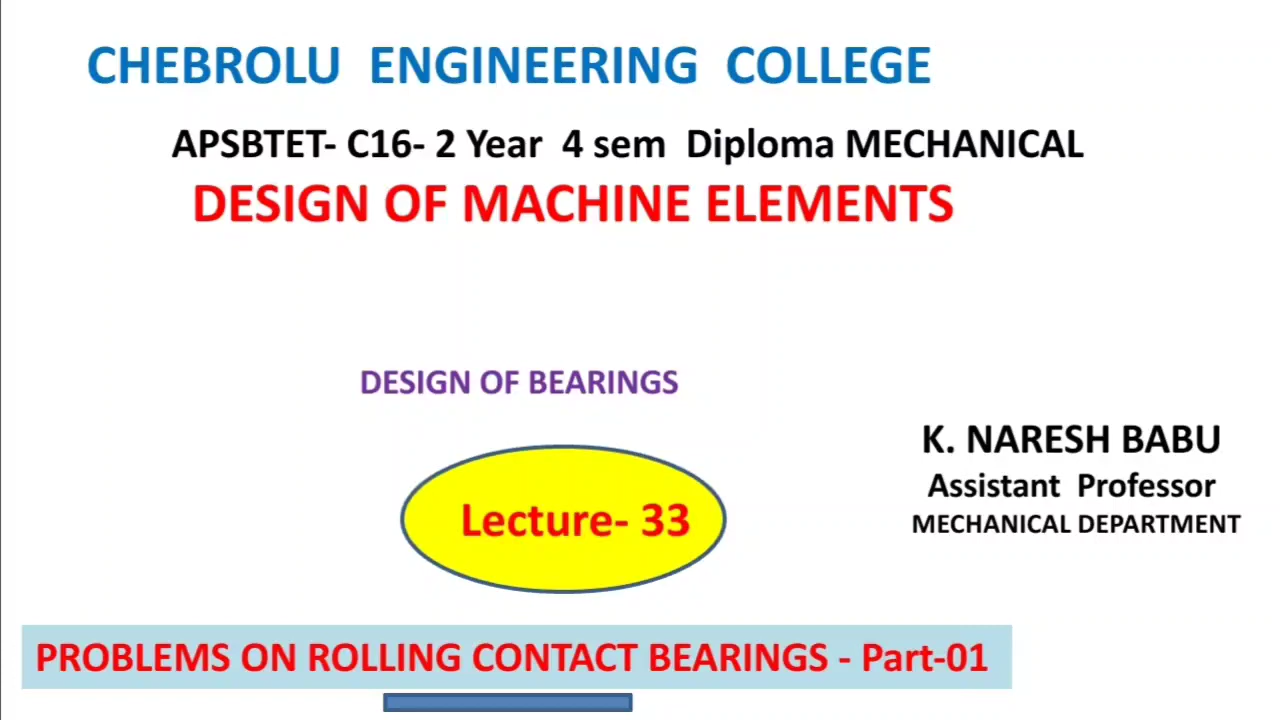 CHEBROLU ENGINEERING COLLEGE
APSBTET- C16- 2 Year 4 sem Diploma MECHANICAL
DESIGN OF MACHINE ELEMENTS
DESIGN OF BEARINGS
Lecture- 33
K. NARESH BABU
Assistant Professor
MECHANICAL DEPARTMENT
PROBLEMS ON ROLLING CONTACT BEARINGS - Part-01